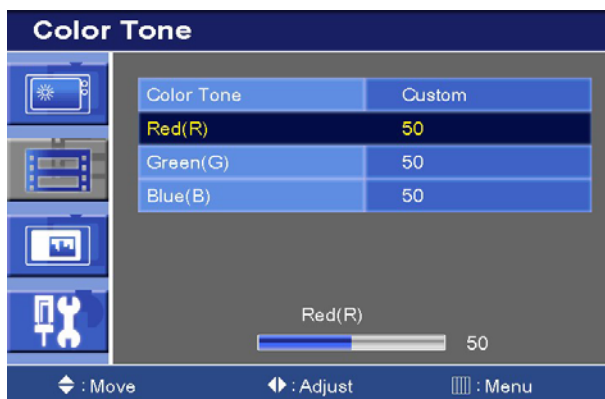 Color Tone
Color Tone Custom
Red(R) 50
Green(G) 50
Blue(B) 50
Red(R)
50
: Move : Adjust : Menu